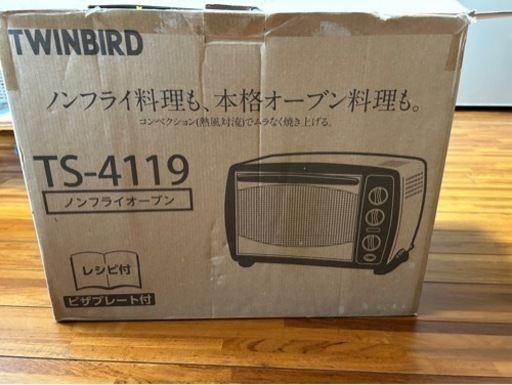 TWINBIRD
ノンフライ料理も、本格オーブン料理も。
コンベクション(熱風対流)でムラなく焼き上げる。
TS-4119
ノンフライオーブン
レシピ付
ピザプレート付